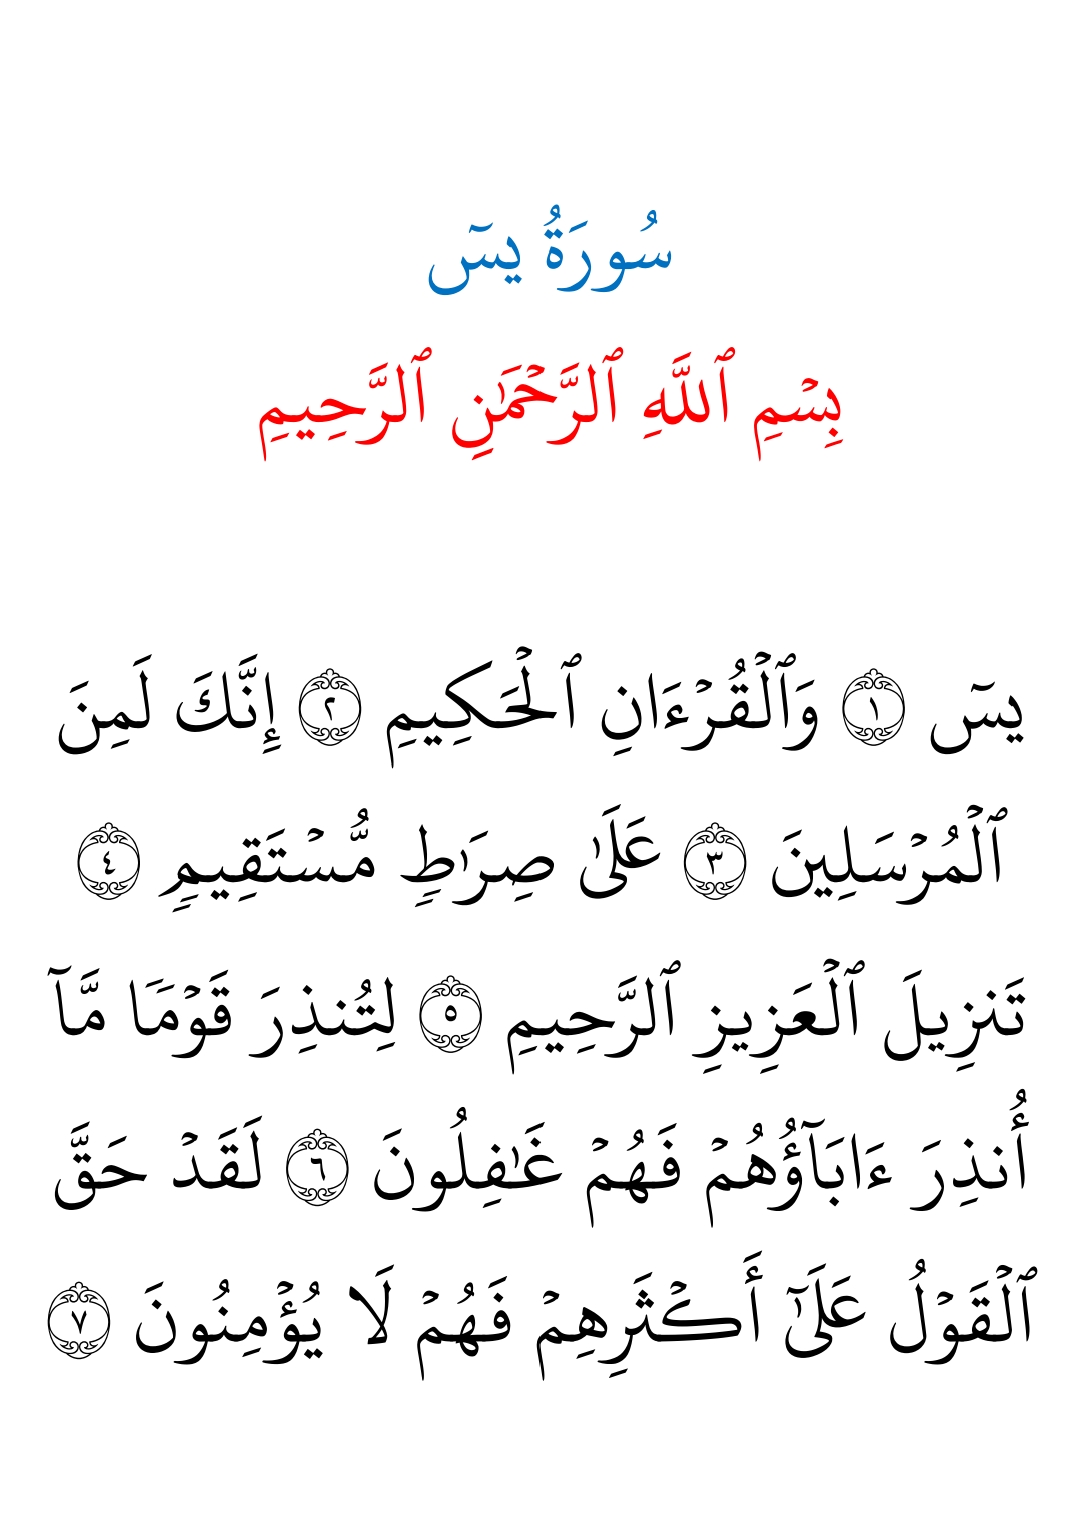 سُورَةُ يسٓ
بِسۡمِ ٱللَّهِ ٱلرَّحۡمَٰنِ ٱلرَّحِيمِ
يسٓ ١ وَٱلۡقُرۡءَانِ ٱلۡحَكِيمِ ٢ إِنَّكَ لَمِنَ
ٱلۡمُرۡسَلِينَ ٣ عَلَىٰ صِرَٰطٖ مُّسۡتَقِيمٖ ٤
تَنزِيلَ ٱلۡعَزِيزِ ٱلرَّحِيمِ ٥ لِتُنذِرَ قَوۡمٗا مَّآ
أُنذِرَ ءَابَآؤُهُمۡ فَهُمۡ غَٰفِلُونَ ٦ لَقَدۡ حَقَّ
ٱلۡقَوۡلُ عَلَىٰٓ أَكۡثَرِهِمۡ فَهُمۡ لَا يُؤۡمِنُونَ ٧